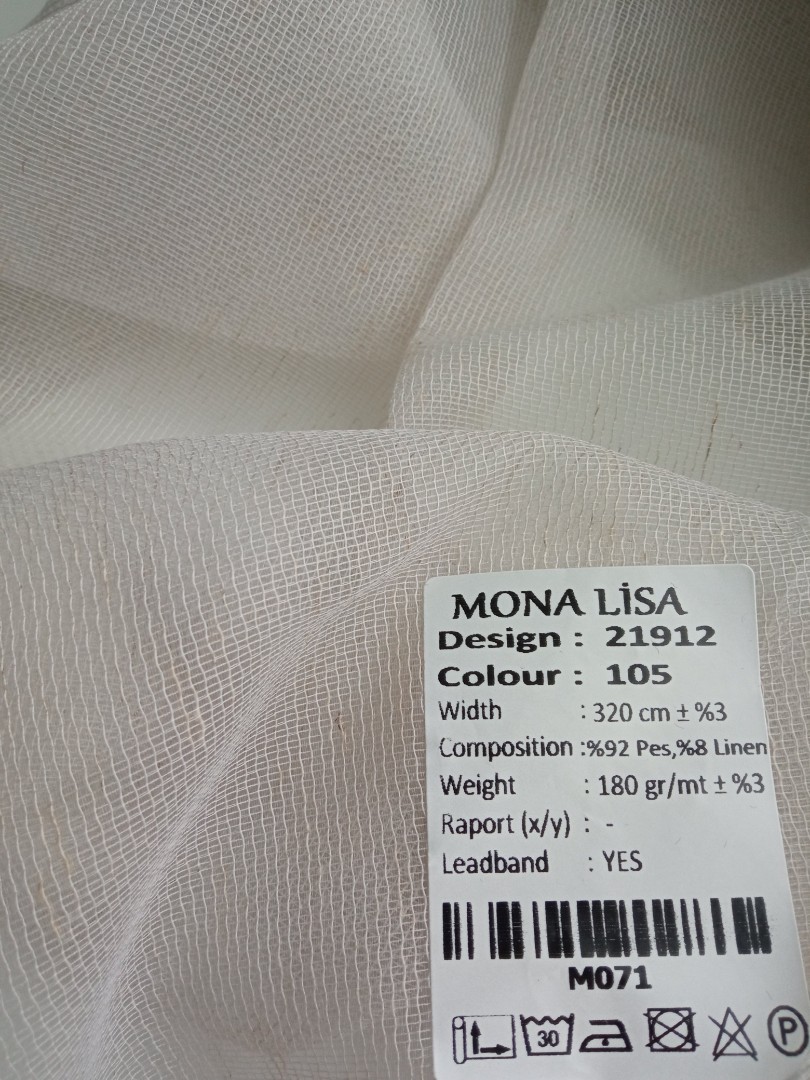 MONA LİSA
Design : 21912
Colour : 105
Width : 320 cm ± %3
Composition :%92 Pes,%8 Linen
Weight : 180 gr/mt ± %3
Raport (x/y) : -
Leadband : YES
M071
30 P